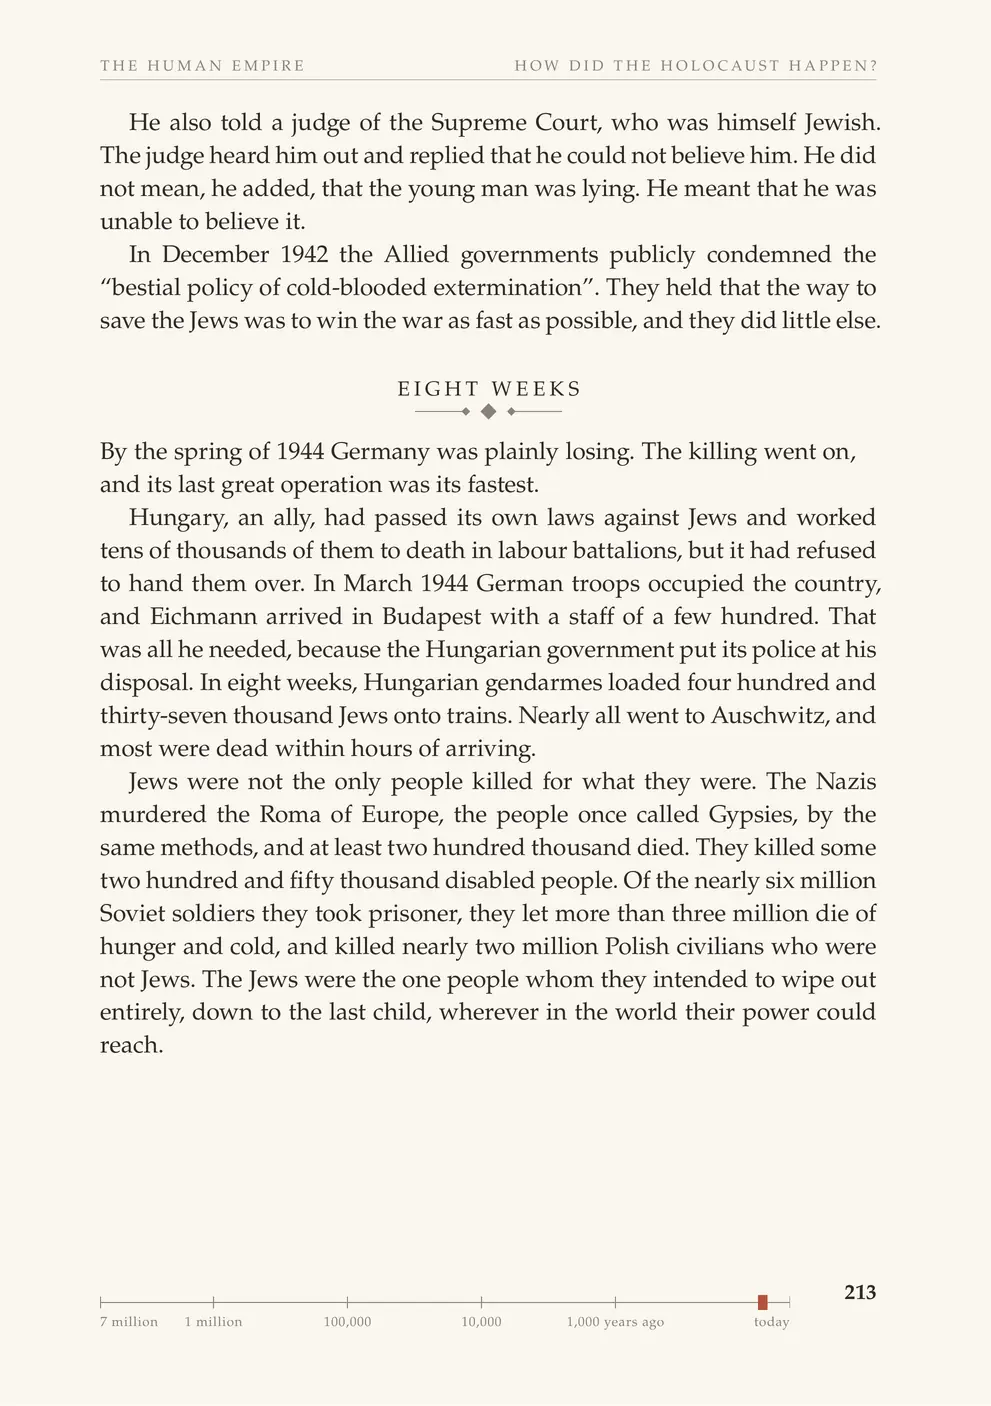 THE HUMAN EMPIRE
HOW DID THE HOLOCAUST HAPPEN?
He also told a judge of the Supreme Court, who was himself Jewish.
The judge heard him out and replied that he could not believe him. He did
not mean, he added, that the young man was lying. He meant that he was
unable to believe it.
In December 1942 the Allied governments publicly condemned the
“bestial policy of cold-blooded extermination”. They held that the way to
save the Jews was to win the war as fast as possible, and they did little else.
EIGHT WEEKS
By the spring of 1944 Germany was plainly losing. The killing went on,
and its last great operation was its fastest.
Hungary, an ally, had passed its own laws against Jews and worked
tens of thousands of them to death in labour battalions, but it had refused
to hand them over. In March 1944 German troops occupied the country,
and Eichmann arrived in Budapest with a staff of a few hundred. That
was all he needed, because the Hungarian government put its police at his
disposal. In eight weeks, Hungarian gendarmes loaded four hundred and
thirty-seven thousand Jews onto trains. Nearly all went to Auschwitz, and
most were dead within hours of arriving.
Jews were not the only people killed for what they were. The Nazis
murdered the Roma of Europe, the people once called Gypsies, by the
same methods, and at least two hundred thousand died. They killed some
two hundred and fifty thousand disabled people. Of the nearly six million
Soviet soldiers they took prisoner, they let more than three million die of
hunger and cold, and killed nearly two million Polish civilians who were
not Jews. The Jews were the one people whom they intended to wipe out
entirely, down to the last child, wherever in the world their power could
reach.
213
7 million 1 million 100,000 10,000 1,000 years ago today